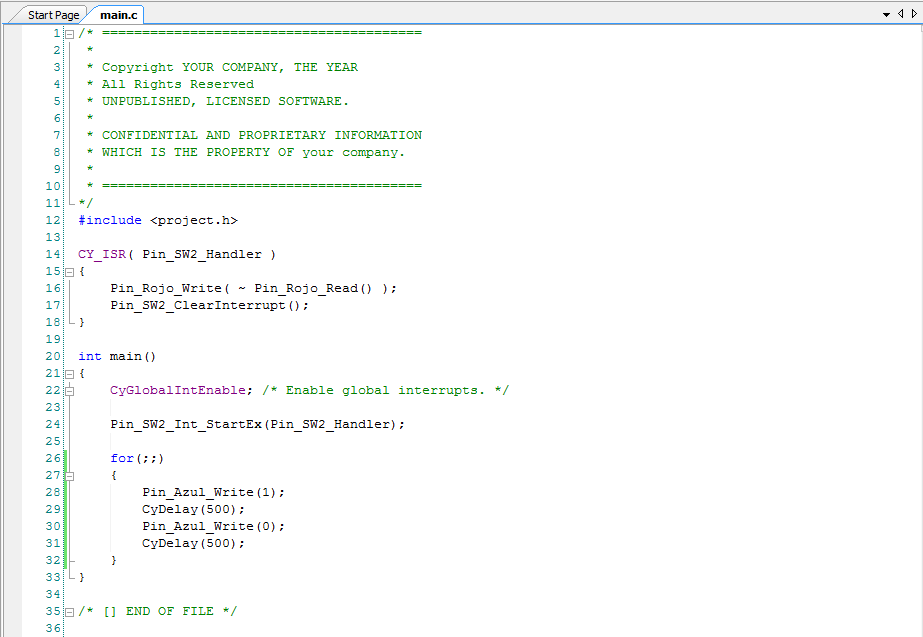 Start Page main.c
1 /* ========================================
2  *
3  * Copyright YOUR COMPANY, THE YEAR
4  * All Rights Reserved
5  * UNPUBLISHED, LICENSED SOFTWARE.
6  *
7  * CONFIDENTIAL AND PROPRIETARY INFORMATION
8  * WHICH IS THE PROPERTY OF your company.
9  *
10  * ========================================
11 */
12 #include <project.h>
13
14 CY_ISR( Pin_SW2_Handler )
15 {
16     Pin_Rojo_Write( ~ Pin_Rojo_Read() );
17     Pin_SW2_ClearInterrupt();
18 }
19
20 int main()
21 {
22     CyGlobalIntEnable; /* Enable global interrupts. */
23
24     Pin_SW2_Int_StartEx(Pin_SW2_Handler);
25
26     for(;;)
27     {
28         Pin_Azul_Write(1);
29         CyDelay(500);
30         Pin_Azul_Write(0);
31         CyDelay(500);
32     }
33 }
34
35 /* [] END OF FILE */
36